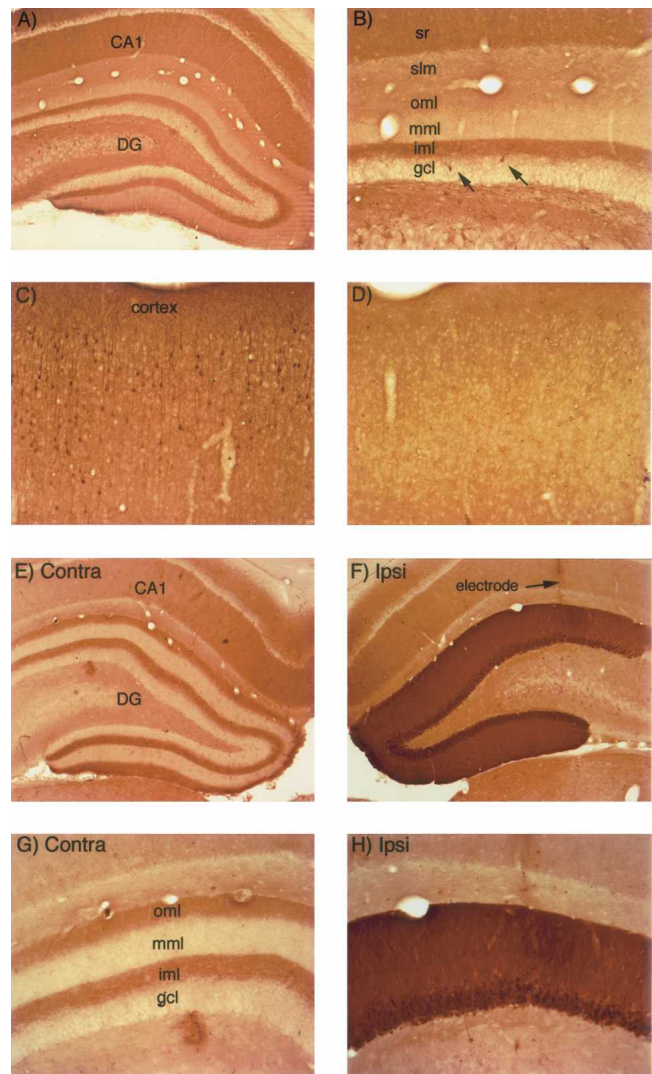 A)
CA1
DG
B)
sr
slm
oml
mml
iml
gcl
C)
cortex
D)
E) Contra
CA1
DG
F) Ipsi
electrode
G) Contra
oml
mml
iml
gcl
H) Ipsi